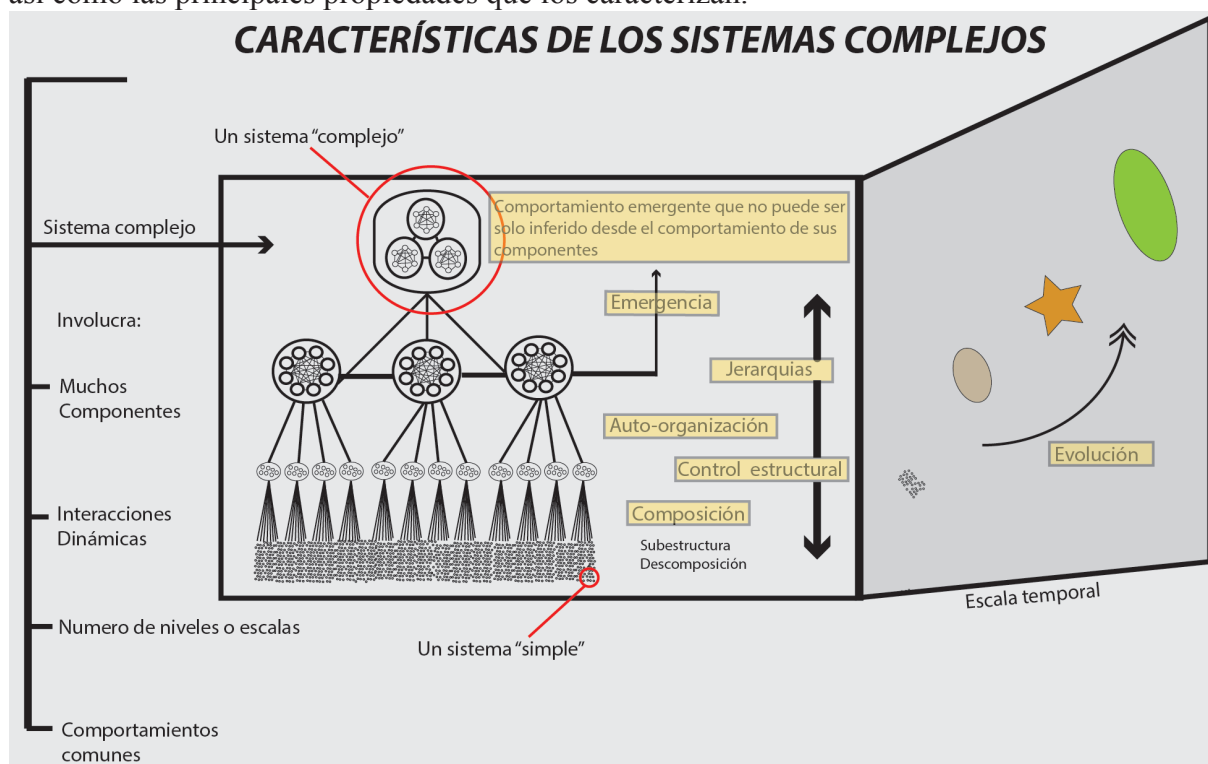 así como las principales propiedades que los caracterizan.
CARACTERÍSTICAS DE LOS SISTEMAS COMPLEJOS
Un sistema “complejo”
Sistema complejo
Comportamiento emergente que no puede ser
solo inferido desde el comportamiento de sus
componentes
Emergencia
Involucra:
Jerarquias
Muchos
Componentes
Auto-organización
Control estructural
Evolución
Composición
Interacciones
Dinámicas
Subestructura
Descomposición
Escala temporal
Numero de niveles o escalas
Un sistema “simple”
Comportamientos
comunes